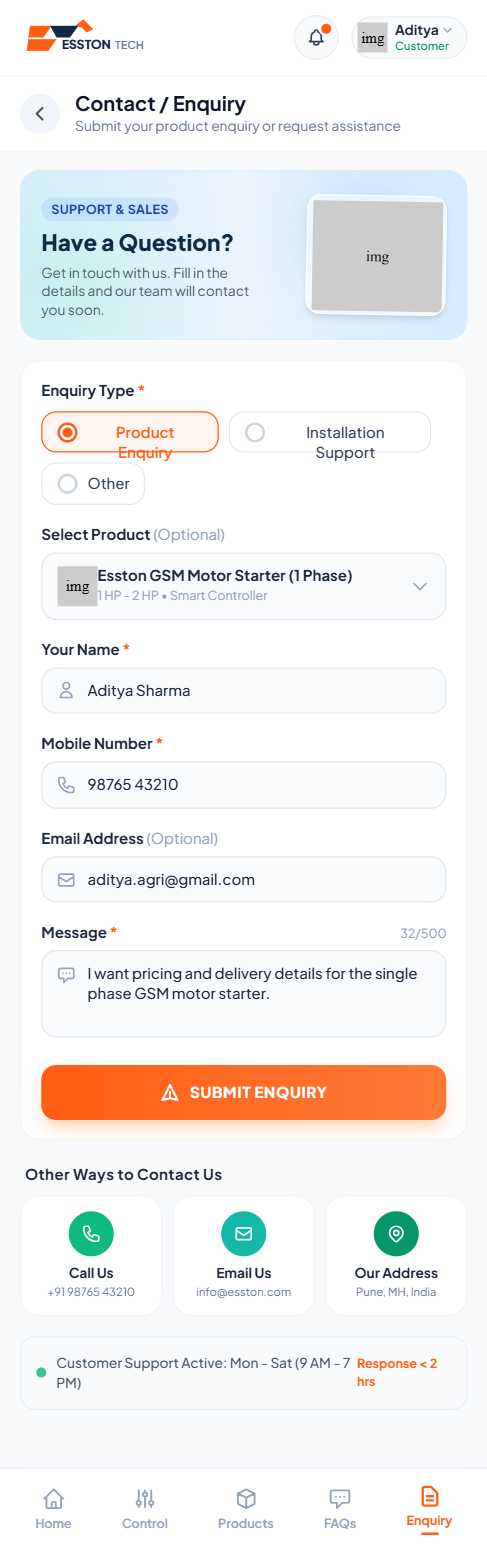 ESSTON TECH
img
Aditya
Customer
Contact / Enquiry
Submit your product enquiry or request assistance
SUPPORT & SALES
Have a Question?
Get in touch with us. Fill in the
details and our team will contact
you soon.
img
Enquiry Type *
Product
Enquiry
Installation
Support
Other
Select Product (Optional)
img
Esston GSM Motor Starter (1 Phase)
1 HP - 2 HP • Smart Controller
Your Name *
Aditya Sharma
Mobile Number *
98765 43210
Email Address (Optional)
aditya.agri@gmail.com
Message *
32/500
I want pricing and delivery details for the single
phase GSM motor starter.
SUBMIT ENQUIRY
Other Ways to Contact Us
Call Us
+91 98765 43210
Email Us
info@esston.com
Our Address
Pune, MH, India
Customer Support Active: Mon - Sat (9 AM - 7
PM)
Response < 2
hrs
Home
Control
Products
FAQs
Enquiry